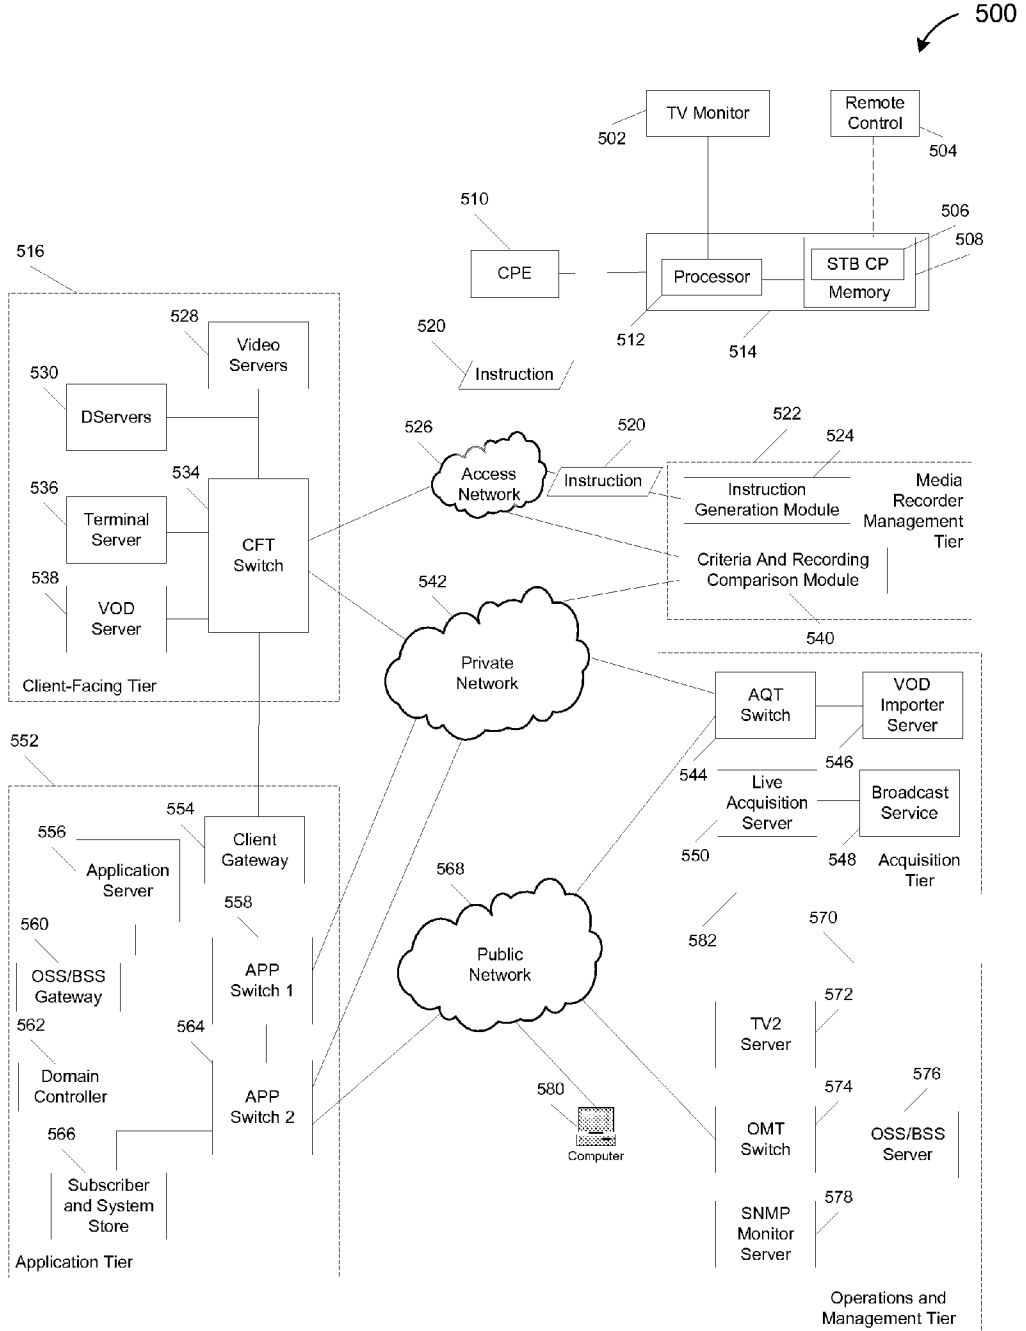 500
TV Monitor
502
Remote
Control
504
506
508
STB CP
Memory
Processor
512
514
510
CPE
516
528
Video
Servers
530
DServers
520
Instruction
534
536
Terminal
Server
CFT
Switch
538
VOD
Server
Client-Facing Tier
526
Access
Network
520
Instruction
522
524
Media
Recorder
Management
Tier
Instruction
Generation Module
Criteria And Recording
Comparison Module
540
542
Private
Network
AQT
Switch
544
VOD
Importer
Server
546
Live
Acquisition
Server
550
Broadcast
Service
548
Acquisition
Tier
582
552
554
Client
Gateway
556
Application
Server
558
560
OSS/BSS
Gateway
APP
Switch 1
562
564
Domain
Controller
APP
Switch 2
566
Subscriber
and System
Store
Application Tier
568
Public
Network
580
Computer
570
572
TV2
Server
574
576
OMT
Switch
OSS/BSS
Server
578
SNMP
Monitor
Server
Operations and
Management Tier